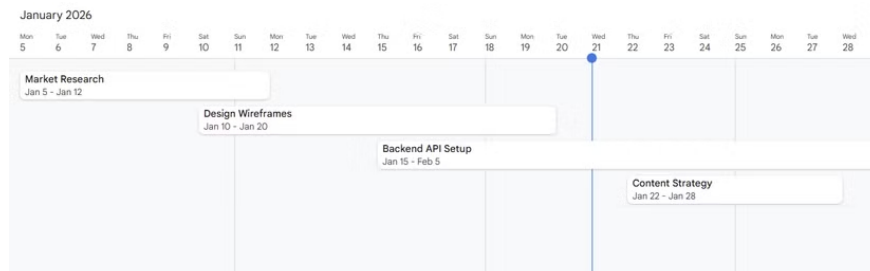 January 2026
Mon Tue Wed Thu Fri Sat Sun Mon Tue Wed Thu Fri Sat Sun Mon Tue Wed Thu Fri Sat Sun Mon Tue Wed
5 6 7 8 9 10 11 12 13 14 15 16 17 18 19 20 21 22 23 24 25 26 27 28
Market Research
Jan 5 - Jan 12
Design Wireframes
Jan 10 - Jan 20
Backend API Setup
Jan 15 - Feb 5
Content Strategy
Jan 22 - Jan 28